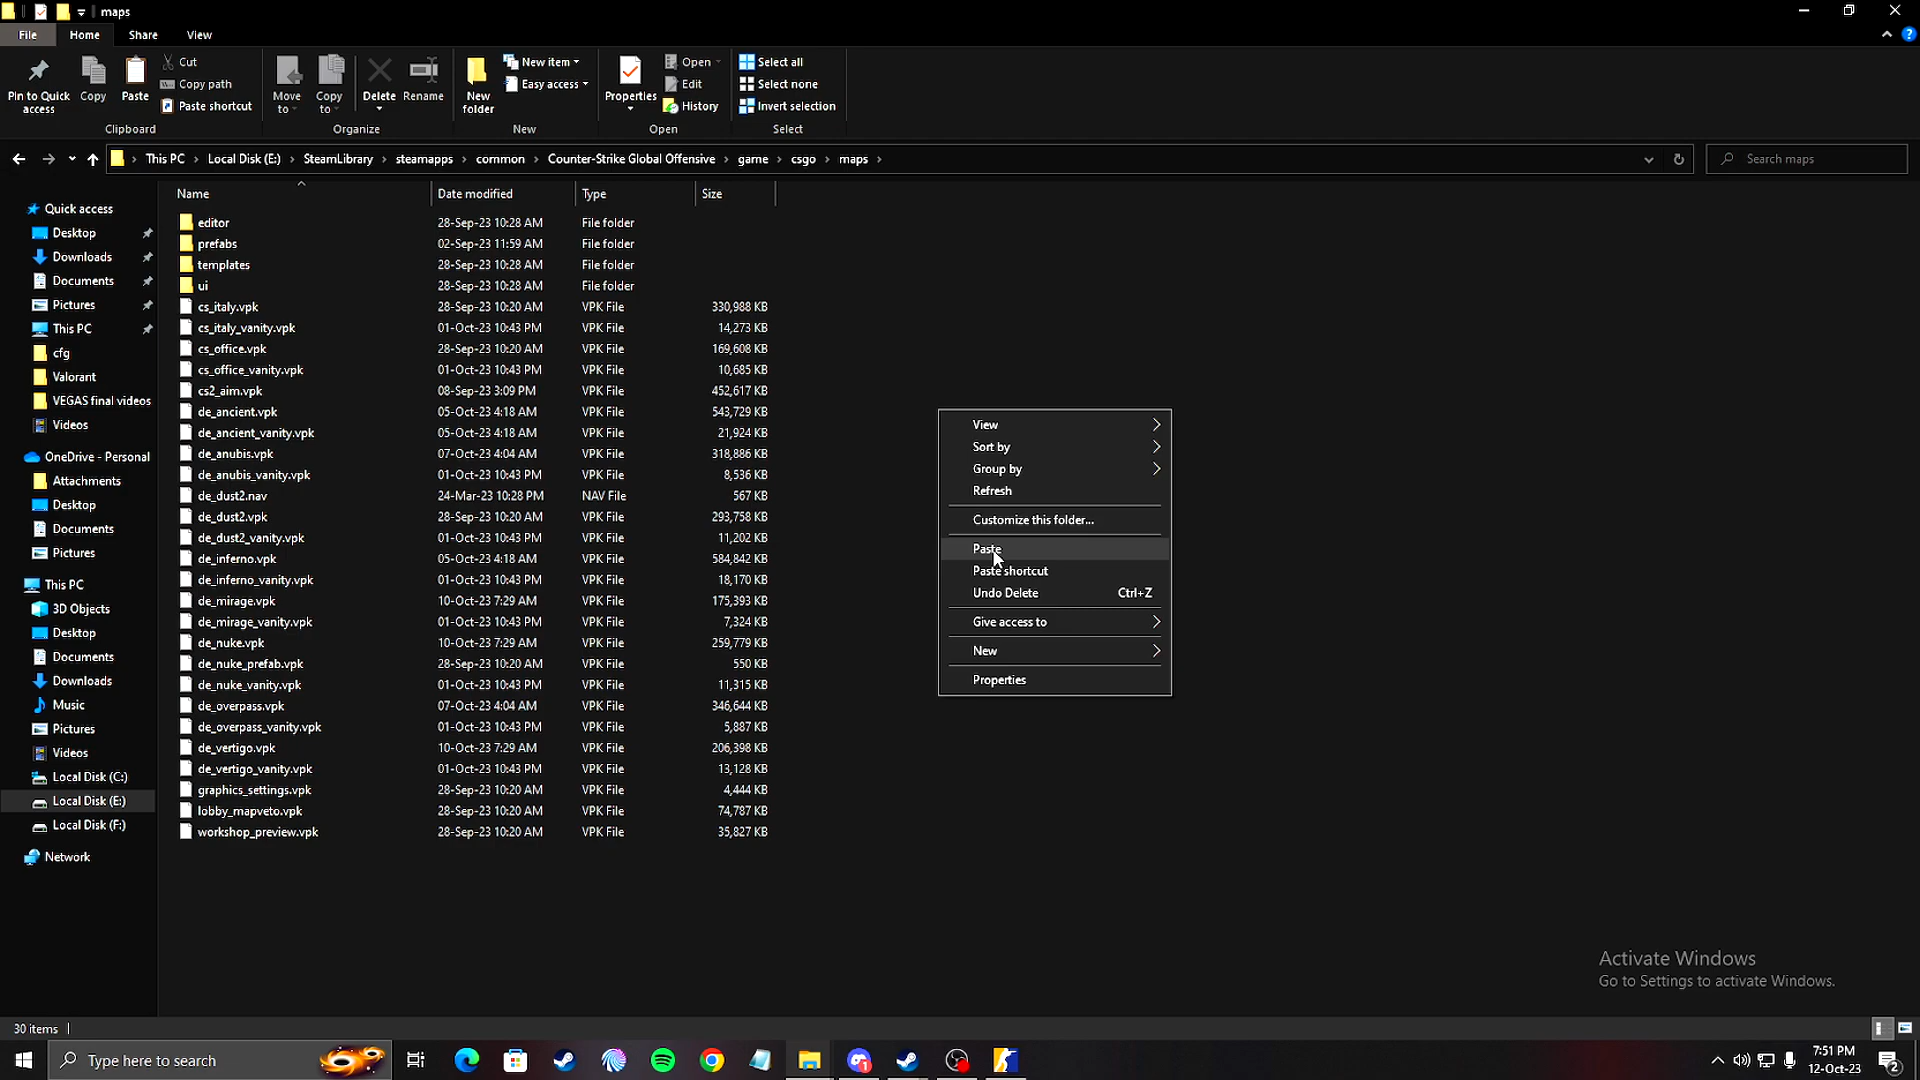 maps
File Home Share View
Pin to Quick access
Copy
Paste
Cut
Copy path
Paste shortcut
Clipboard
Move to
Copy to
Delete
Rename
Organize
New folder
New item
Easy access
New
Properties
Open
Edit
History
Open
Select all
Select none
Invert selection
Select
This PC > Local Disk (E:) > SteamLibrary > steamapps > common > Counter-Strike Global Offensive > game > csgo > maps >
Search maps
Quick access
Desktop
Downloads
Documents
Pictures
This PC
cfg
Valorant
VEGAS final videos
Videos
OneDrive - Personal
Attachments
Desktop
Documents
Pictures
This PC
3D Objects
Desktop
Documents
Downloads
Music
Pictures
Videos
Local Disk (C:)
Local Disk (E:)
Local Disk (F:)
Network
Name Date modified Type Size
editor 28-Sep-23 10:28 AM File folder
prefabs 02-Sep-23 11:59 AM File folder
templates 28-Sep-23 10:28 AM File folder
ui 28-Sep-23 10:28 AM File folder
cs_italy.vpk 28-Sep-23 10:20 AM VPK File 330,988 KB
cs_italy_vanity.vpk 01-Oct-23 10:43 PM VPK File 14,273 KB
cs_office.vpk 28-Sep-23 10:20 AM VPK File 169,608 KB
cs_office_vanity.vpk 01-Oct-23 10:43 PM VPK File 10,685 KB
cs2_aim.vpk 08-Sep-23 3:09 PM VPK File 452,617 KB
de_ancient.vpk 05-Oct-23 4:18 AM VPK File 543,729 KB
de_ancient_vanity.vpk 05-Oct-23 4:18 AM VPK File 21,924 KB
de_anubis.vpk 07-Oct-23 4:04 AM VPK File 318,886 KB
de_anubis_vanity.vpk 01-Oct-23 10:43 PM VPK File 8,536 KB
de_dust2.nav 24-Mar-23 10:28 PM NAV File 567 KB
de_dust2.vpk 28-Sep-23 10:20 AM VPK File 293,758 KB
de_dust2_vanity.vpk 01-Oct-23 10:43 PM VPK File 11,202 KB
de_inferno.vpk 05-Oct-23 4:18 AM VPK File 584,842 KB
de_inferno_vanity.vpk 01-Oct-23 10:43 PM VPK File 18,170 KB
de_mirage.vpk 10-Oct-23 7:29 AM VPK File 175,393 KB
de_mirage_vanity.vpk 01-Oct-23 10:43 PM VPK File 7,324 KB
de_nuke.vpk 10-Oct-23 7:29 AM VPK File 259,779 KB
de_nuke_prefab.vpk 28-Sep-23 10:20 AM VPK File 550 KB
de_nuke_vanity.vpk 01-Oct-23 10:43 PM VPK File 11,315 KB
de_overpass.vpk 07-Oct-23 4:04 AM VPK File 346,644 KB
de_overpass_vanity.vpk 01-Oct-23 10:43 PM VPK File 5,887 KB
de_vertigo.vpk 10-Oct-23 7:29 AM VPK File 206,398 KB
de_vertigo_vanity.vpk 01-Oct-23 10:43 PM VPK File 13,128 KB
graphics_settings.vpk 28-Sep-23 10:20 AM VPK File 4,444 KB
lobby_mapveto.vpk 28-Sep-23 10:20 AM VPK File 74,787 KB
workshop_preview.vpk 28-Sep-23 10:20 AM VPK File 35,827 KB
View
Sort by
Group by
Refresh
Customize this folder...
Paste
Paste shortcut
Undo Delete Ctrl+Z
Give access to
New
Properties
Activate Windows
Go to Settings to activate Windows.
30 items
Type here to search
1
7:51 PM
12-Oct-23
2